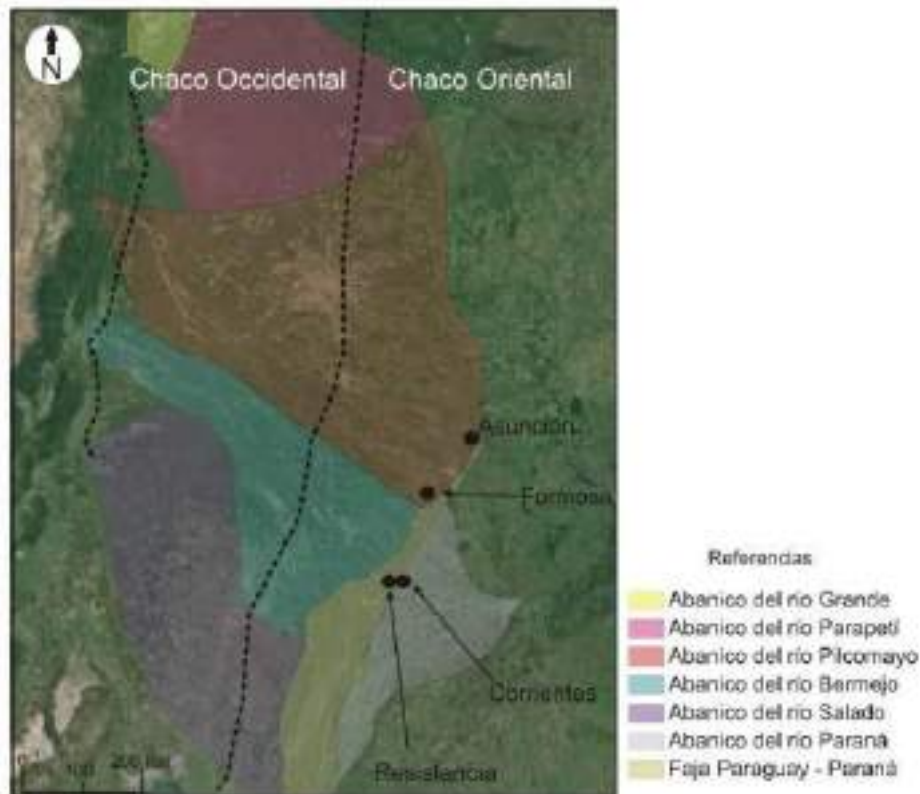 N
Chaco Occidental
Chaco Oriental
Asunción
Formosa
Corrientes
Resistencia
100
Referencias
Abanico del río Grande
Abanico del río Parapetí
Abanico del río Pilcomayo
Abanico del río Bermejo
Abanico del río Salado
Abanico del río Paraná
Faja Paraguay - Paraná